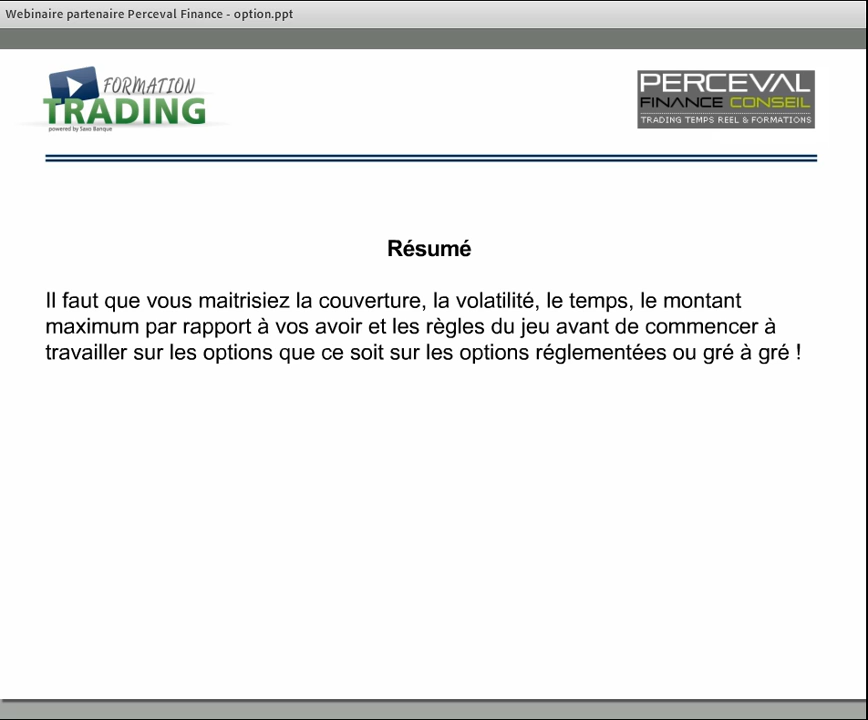 Webinaire partenaire Perceval Finance - option.ppt
FORMATION
TRADING
powered by Saxo Banque
PERCEVAL
FINANCE CONSEIL
TRADING TEMPS REEL & FORMATIONS
Résumé
Il faut que vous maitrisiez la couverture, la volatilité, le temps, le montant
maximum par rapport à vos avoir et les règles du jeu avant de commencer à
travailler sur les options que ce soit sur les options réglementées ou gré à gré !